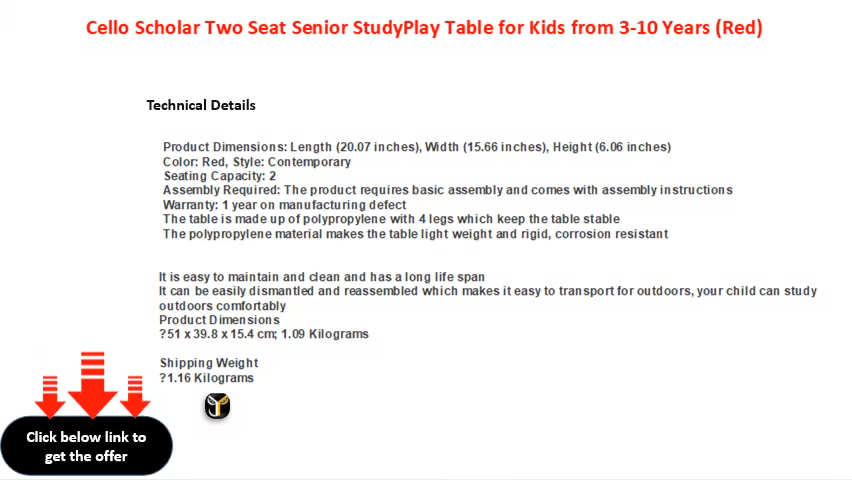 Cello Scholar Two Seat Senior StudyPlay Table for Kids from 3-10 Years (Red)
Technical Details
Product Dimensions: Length (20.07 inches), Width (15.66 inches), Height (6.06 inches)
Color: Red, Style: Contemporary
Seating Capacity: 2
Assembly Required: The product requires basic assembly and comes with assembly instructions
Warranty: 1 year on manufacturing defect
The table is made up of polypropylene with 4 legs which keep the table stable
The polypropylene material makes the table light weight and rigid, corrosion resistant
It is easy to maintain and clean and has a long life span
It can be easily dismantled and reassembled which makes it easy to transport for outdoors, your child can study
outdoors comfortably
Product Dimensions
?51 x 39.8 x 15.4 cm; 1.09 Kilograms
Shipping Weight
?1.16 Kilograms
Click below link to
get the offer